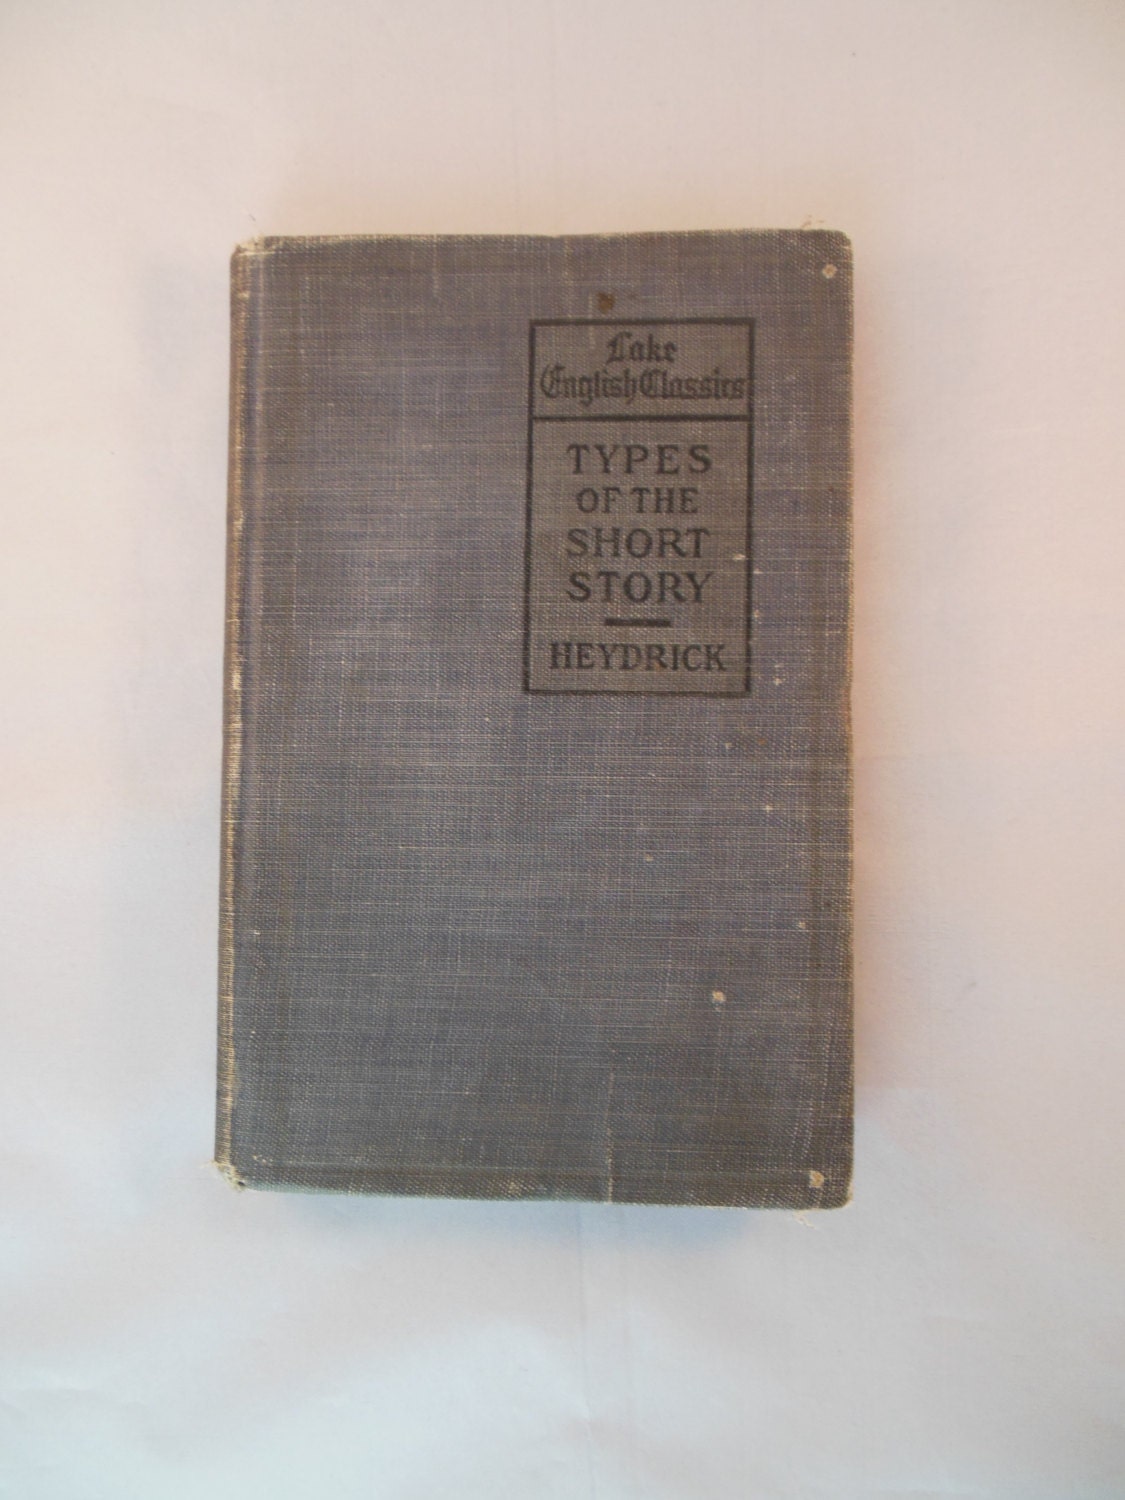 Lake
English Classics
TYPES
OF THE
SHORT
STORY
HEYDRICK